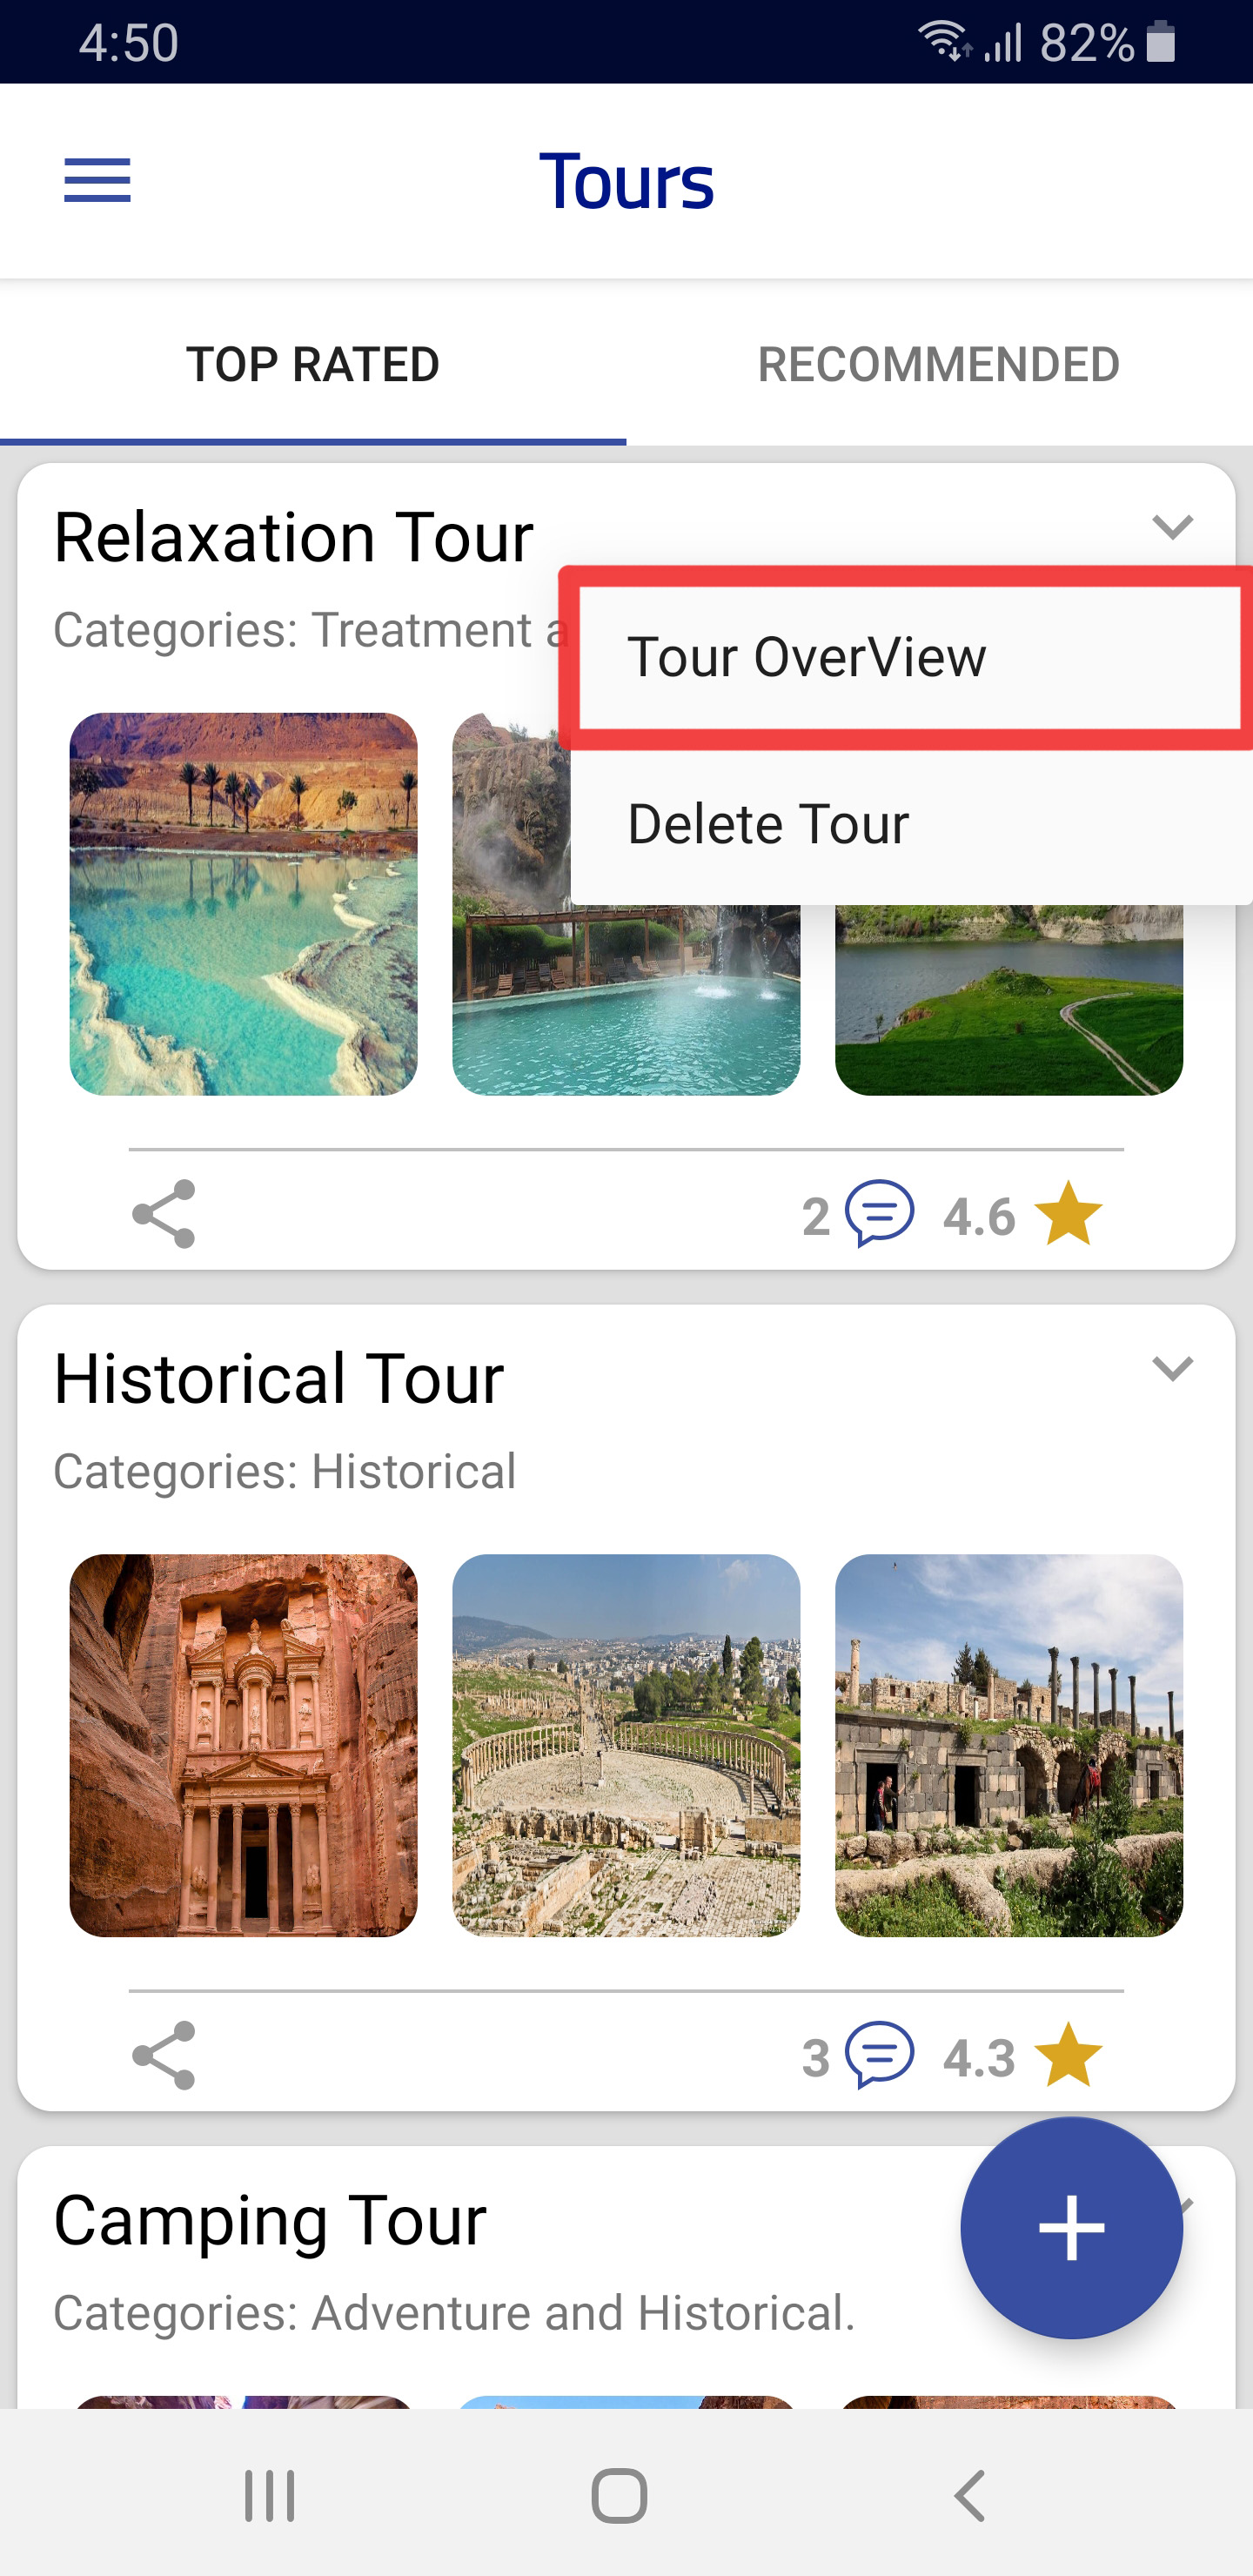 4:50
82%
Tours
TOP RATED
RECOMMENDED
Relaxation Tour
Categories: Treatment
Tour OverView
Delete Tour
2
4.6
Historical Tour
Categories: Historical
3
4.3
Camping Tour
Categories: Adventure and Historical.